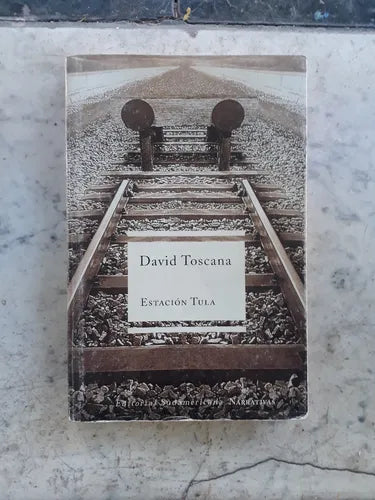 David Toscana
ESTACIÓN TULA
Editorial Sudamericana NARRATIVAS